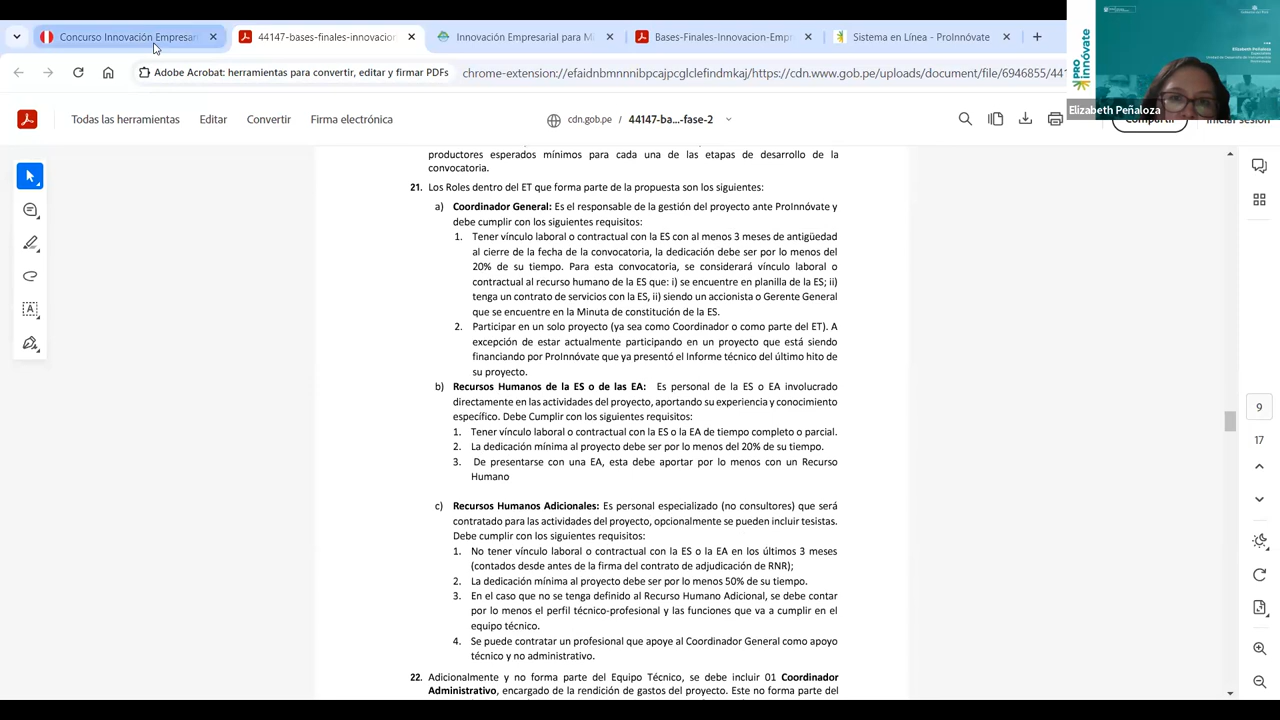 Concurso Innovación Empresar
44147-bases-finales-innovacion
Innovación Empresarial para Mi
Bases-Finales-Innovacion-Empr
Sistema en Línea - ProInnóvate
Adobe Acrobat: herramientas para convertir, editar y firmar PDFs
chrome-extension://efaidnbmnnnibpcajpcglclefindmkaj/https://cdn.www.gob.pe/uploads/document/file/6946855/44
PRO innóvate
Elizabeth Peñaloza
Todas las herramientas
Editar
Convertir
Firma electrónica
cdn.gob.pe / 44147-ba...-fase-2
productores esperados mínimos para cada una de las etapas de desarrollo de la
convocatoria.
21. Los Roles dentro del ET que forma parte de la propuesta son los siguientes:
a) Coordinador General: Es el responsable de la gestión del proyecto ante ProInnóvate y
debe cumplir con los siguientes requisitos:
1. Tener vínculo laboral o contractual con la ES con al menos 3 meses de antigüedad
al cierre de la fecha de la convocatoria, la dedicación debe ser por lo menos del
20% de su tiempo. Para esta convocatoria, se considerará vínculo laboral o
contractual al recurso humano de la ES que: i) se encuentre en planilla de la ES; ii)
tenga un contrato de servicios con la ES, ii) siendo un accionista o Gerente General
que se encuentre en la Minuta de constitución de la ES.
2. Participar en un solo proyecto (ya sea como Coordinador o como parte del ET). A
excepción de estar actualmente participando en un proyecto que está siendo
financiando por ProInnóvate que ya presentó el Informe técnico del último hito de
su proyecto.
b) Recursos Humanos de la ES o de las EA: Es personal de la ES o EA involucrado
directamente en las actividades del proyecto, aportando su experiencia y conocimiento
específico. Debe Cumplir con los siguientes requisitos:
1. Tener vínculo laboral o contractual con la ES o la EA de tiempo completo o parcial.
2. La dedicación mínima al proyecto debe ser por lo menos del 20% de su tiempo.
3. De presentarse con una EA, esta debe aportar por lo menos con un Recurso
Humano
c) Recursos Humanos Adicionales: Es personal especializado (no consultores) que será
contratado para las actividades del proyecto, opcionalmente se pueden incluir tesistas.
Debe cumplir con los siguientes requisitos:
1. No tener vínculo laboral o contractual con la ES o la EA en los últimos 3 meses
(contados desde antes de la firma del contrato de adjudicación de RNR);
2. La dedicación mínima al proyecto debe ser por lo menos 50% de su tiempo.
3. En el caso que no se tenga definido al Recurso Humano Adicional, se debe contar
por lo menos el perfil técnico-profesional y las funciones que va a cumplir en el
equipo técnico.
4. Se puede contratar un profesional que apoye al Coordinador General como apoyo
técnico y no administrativo.
22. Adicionalmente y no forma parte del Equipo Técnico, se debe incluir 01 Coordinador
Administrativo, encargado de la rendición de gastos del proyecto. Este no forma parte del
9
17